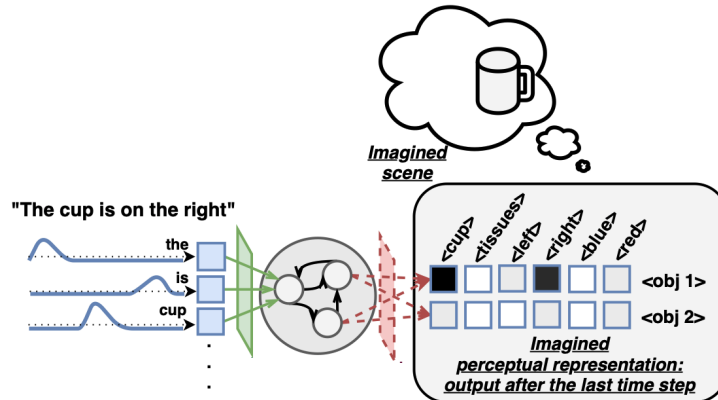 Imagined
scene
"The cup is on the right"
the
is
cup
<cup>
<tissues>
<left>
<right>
<blue>
<red>
<obj 1>
<obj 2>
Imagined
perceptual representation:
output after the last time step